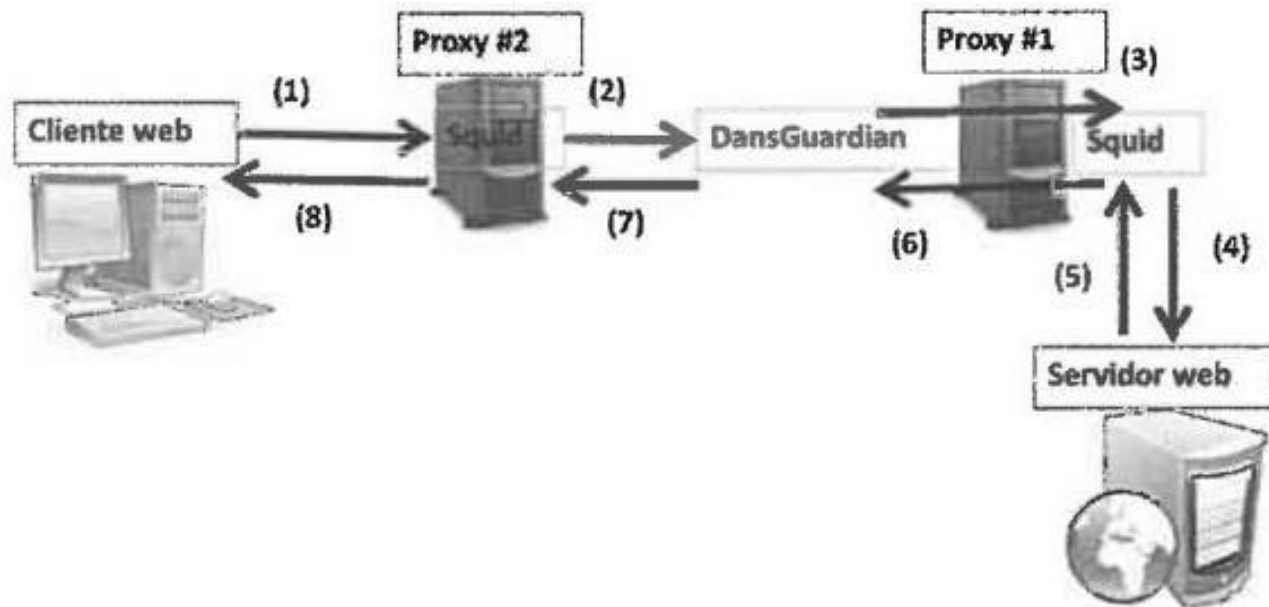 Proxy #2
Proxy #1
(3)
(1)
(2)
Cliente web
Squid
DansGuardian
Squid
(8)
(7)
(6)
(5)
(4)
Servidor web